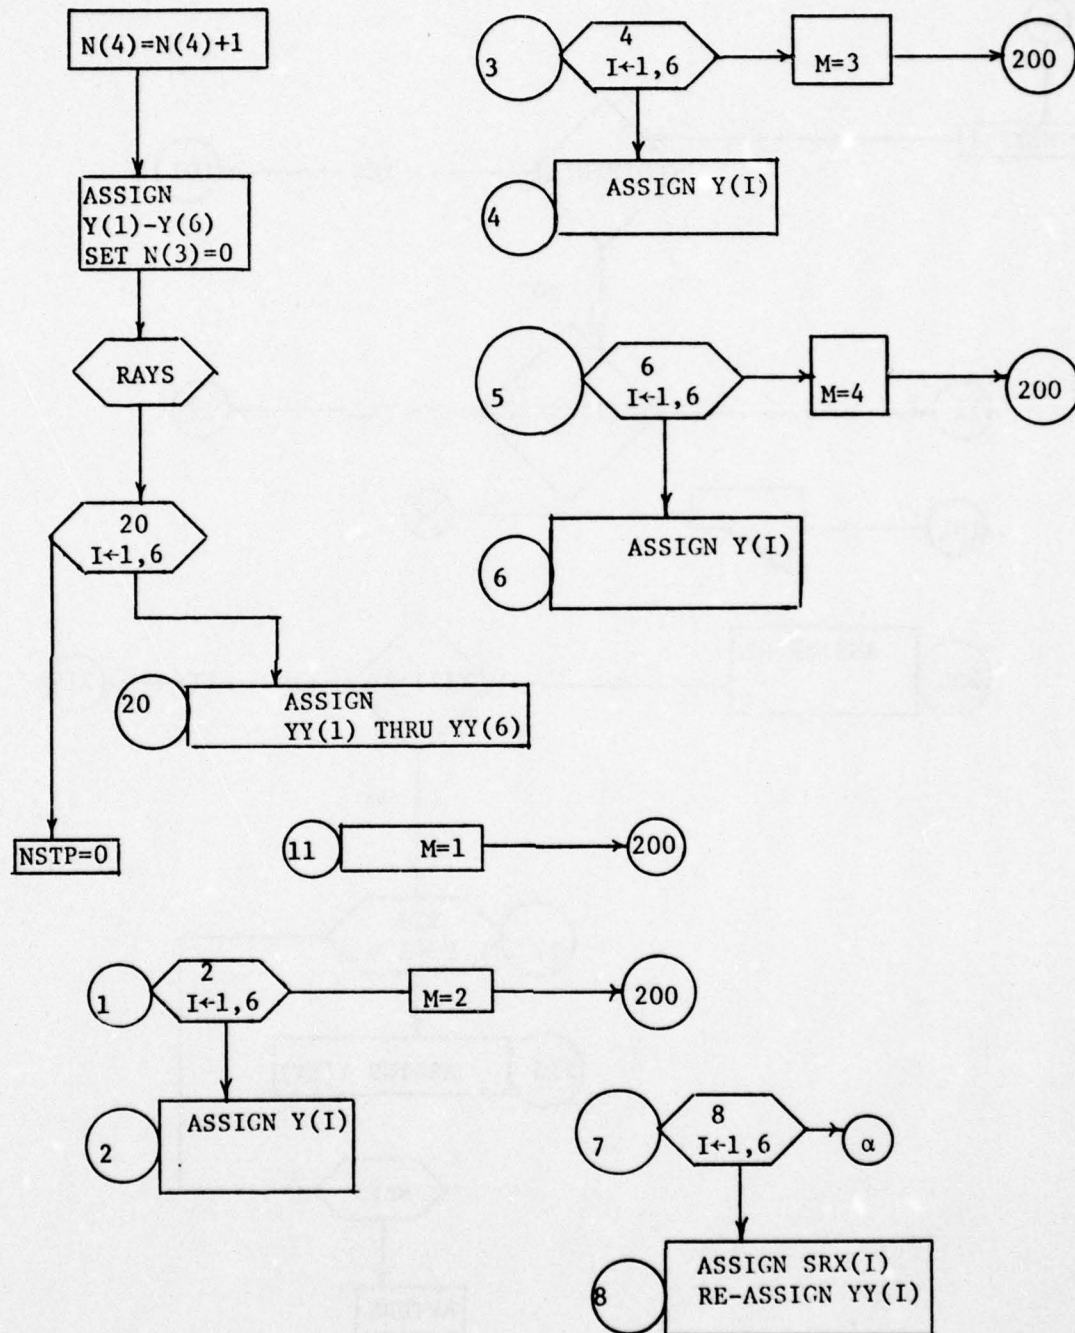 N(4)=N(4)+1
ASSIGN
Y(1)-Y(6)
SET N(3)=0
RAYS
20
I←1,6
20
ASSIGN
YY(1) THRU YY(6)
NSTP=0
3
4
I←1,6
M=3
200
4
ASSIGN Y(I)
5
6
I←1,6
M=4
200
6
ASSIGN Y(I)
11
M=1
200
1
2
I←1,6
M=2
200
2
ASSIGN Y(I)
7
8
I←1,6
α
8
ASSIGN SRX(I)
RE-ASSIGN YY(I)